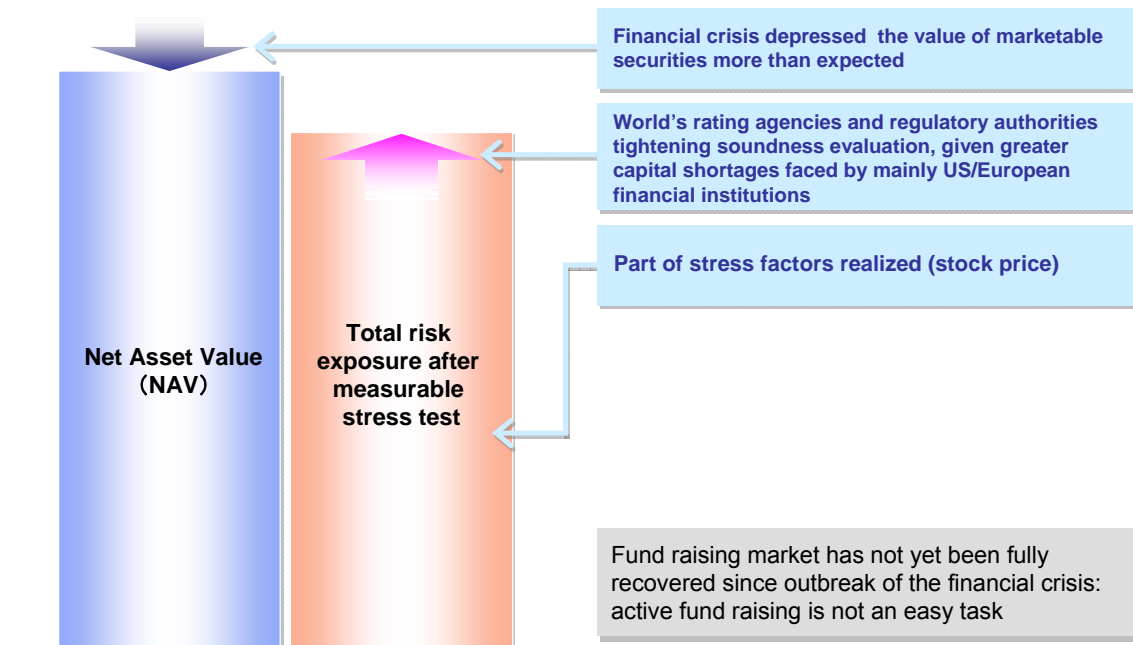 Financial crisis depressed the value of marketable
securities more than expected
World's rating agencies and regulatory authorities
tightening soundness evaluation, given greater
capital shortages faced by mainly US/European
financial institutions
Part of stress factors realized (stock price)
Net Asset Value
（NAV）
Total risk
exposure after
measurable
stress test
Fund raising market has not yet been fully
recovered since outbreak of the financial crisis:
active fund raising is not an easy task